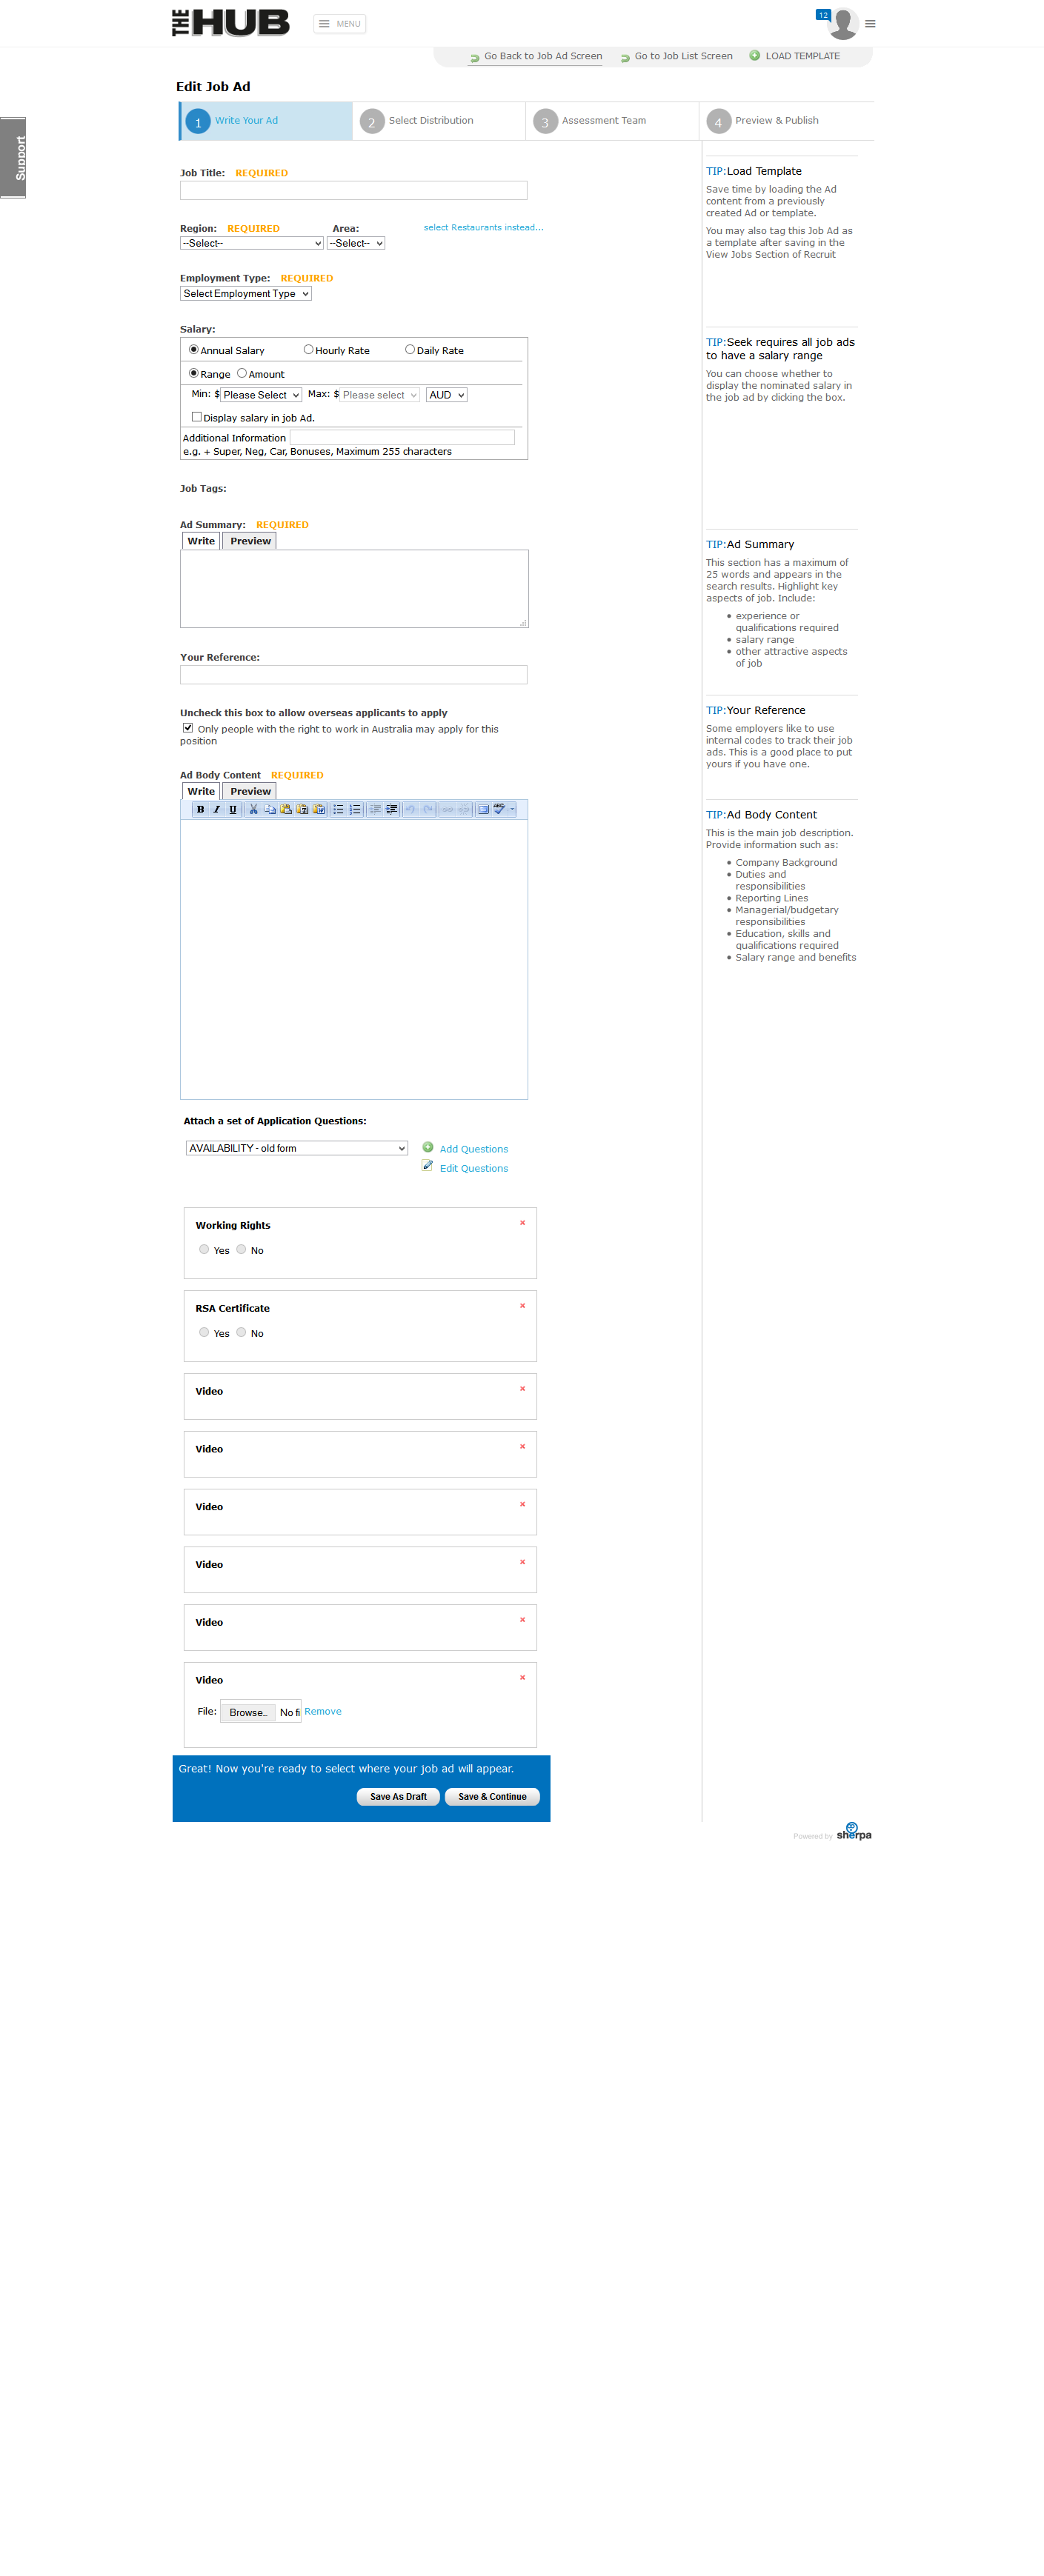 THE HUB
MENU
12
Go Back to Job Ad Screen
Go to Job List Screen
LOAD TEMPLATE
Edit Job Ad
Support
1 Write Your Ad
2 Select Distribution
3 Assessment Team
4 Preview & Publish
Job Title: REQUIRED
Region: REQUIRED Area: select Restaurants instead...
--Select-- --Select--
Employment Type: REQUIRED
Select Employment Type
Salary:
Annual Salary Hourly Rate Daily Rate
Range Amount
Min: $ Please Select Max: $ Please select AUD
Display salary in job Ad.
Additional Information
e.g. + Super, Neg, Car, Bonuses, Maximum 255 characters
Job Tags:
Ad Summary: REQUIRED
Write Preview
Your Reference:
Uncheck this box to allow overseas applicants to apply
Only people with the right to work in Australia may apply for this
position
Ad Body Content REQUIRED
Write Preview
B I U
Attach a set of Application Questions:
AVAILABILITY - old form
Add Questions
Edit Questions
Working Rights
Yes No
RSA Certificate
Yes No
Video
Video
Video
Video
Video
Video
File: Browse.. No fi Remove
Great! Now you're ready to select where your job ad will appear.
Save As Draft Save & Continue
TIP:Load Template
Save time by loading the Ad
content from a previously
created Ad or template.
You may also tag this Job Ad as
a template after saving in the
View Jobs Section of Recruit
TIP:Seek requires all job ads
to have a salary range
You can choose whether to
display the nominated salary in
the job ad by clicking the box.
TIP:Ad Summary
This section has a maximum of
25 words and appears in the
search results. Highlight key
aspects of job. Include:
• experience or
qualifications required
• salary range
• other attractive aspects
of job
TIP:Your Reference
Some employers like to use
internal codes to track their job
ads. This is a good place to put
yours if you have one.
TIP:Ad Body Content
This is the main job description.
Provide information such as:
• Company Background
• Duties and
responsibilities
• Reporting Lines
• Managerial/budgetary
responsibilities
• Education, skills and
qualifications required
• Salary range and benefits
Powered by sherpa